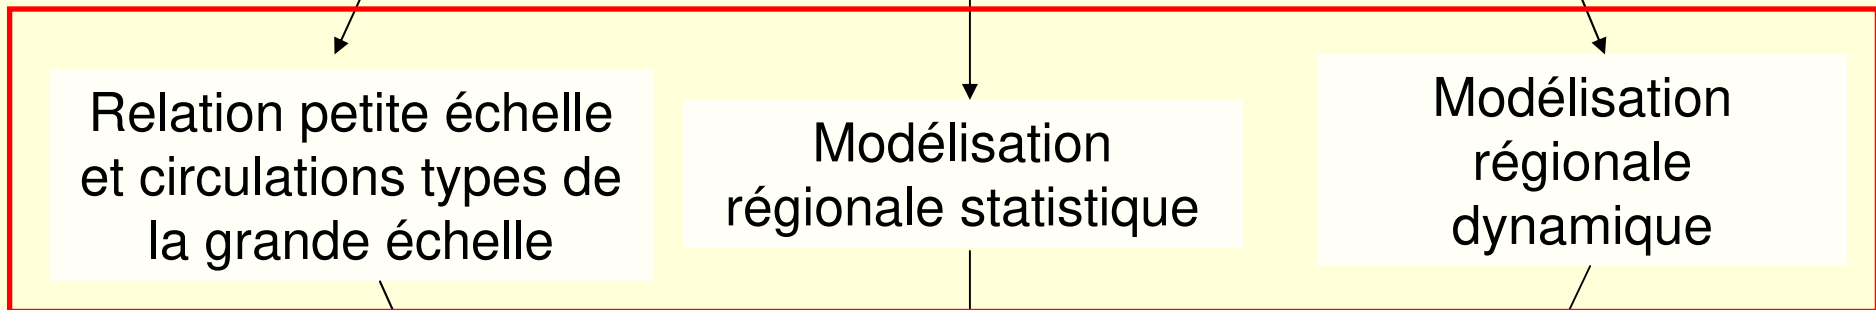 Relation petite échelle
et circulations types de
la grande échelle
Modélisation
régionale statistique
Modélisation
régionale
dynamique